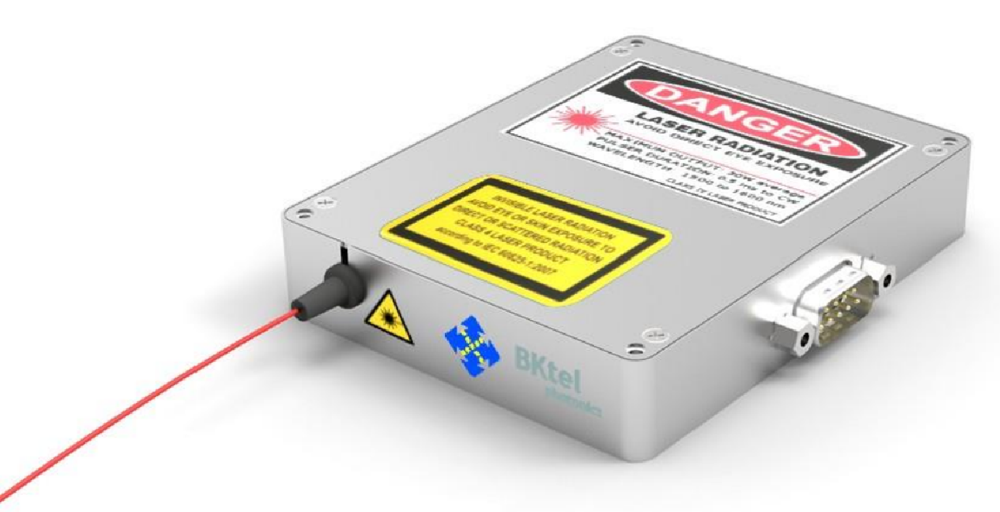 DANGER
LASER RADIATION
AVOID DIRECT EYE EXPOSURE
MAXIMUM OUTPUT: 30W average
PULSER DURATION: 0.5 ms to CW
WAVELENGTH 1500 to 1600 nm
CLASS IV LASER PRODUCT
INVISIBLE LASER RADIATION
AVOID EYE OR SKIN EXPOSURE TO
DIRECT OR SCATTERED RADIATION
CLASS 4 LASER PRODUCT
according to IEC 60825-1:2007
BKtel
photonics